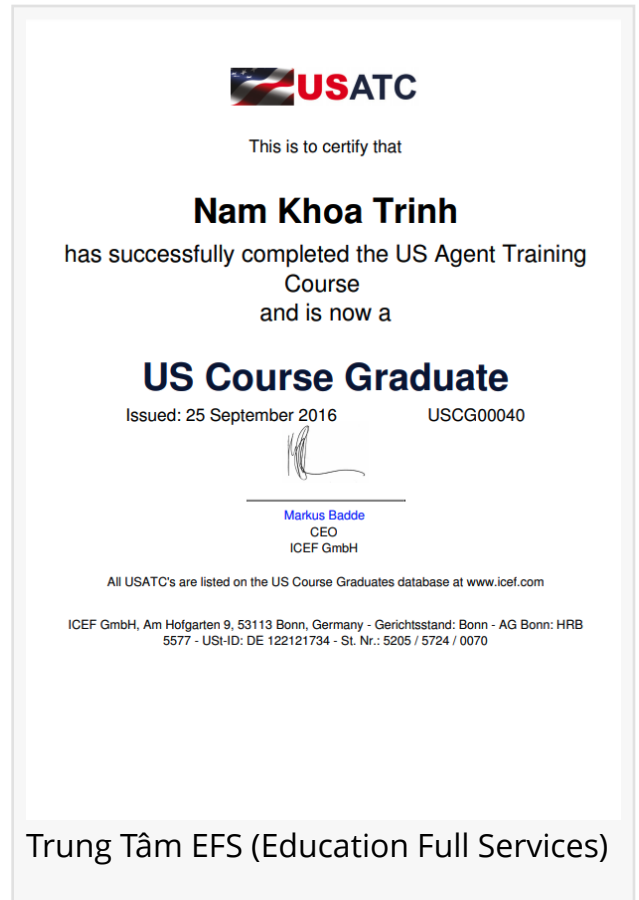 USATC
This is to certify that
Nam Khoa Trinh
has successfully completed the US Agent Training
Course
and is now a
US Course Graduate
Issued: 25 September 2016 USCG00040
Markus Badde
CEO
ICEF GmbH
All USATC's are listed on the US Course Graduates database at www.icef.com
ICEF GmbH, Am Hofgarten 9, 53113 Bonn, Germany - Gerichtsstand: Bonn - AG Bonn: HRB
5577 - USt-ID: DE 122121734 - St. Nr.: 5205 / 5724 / 0070
Trung Tâm EFS (Education Full Services)